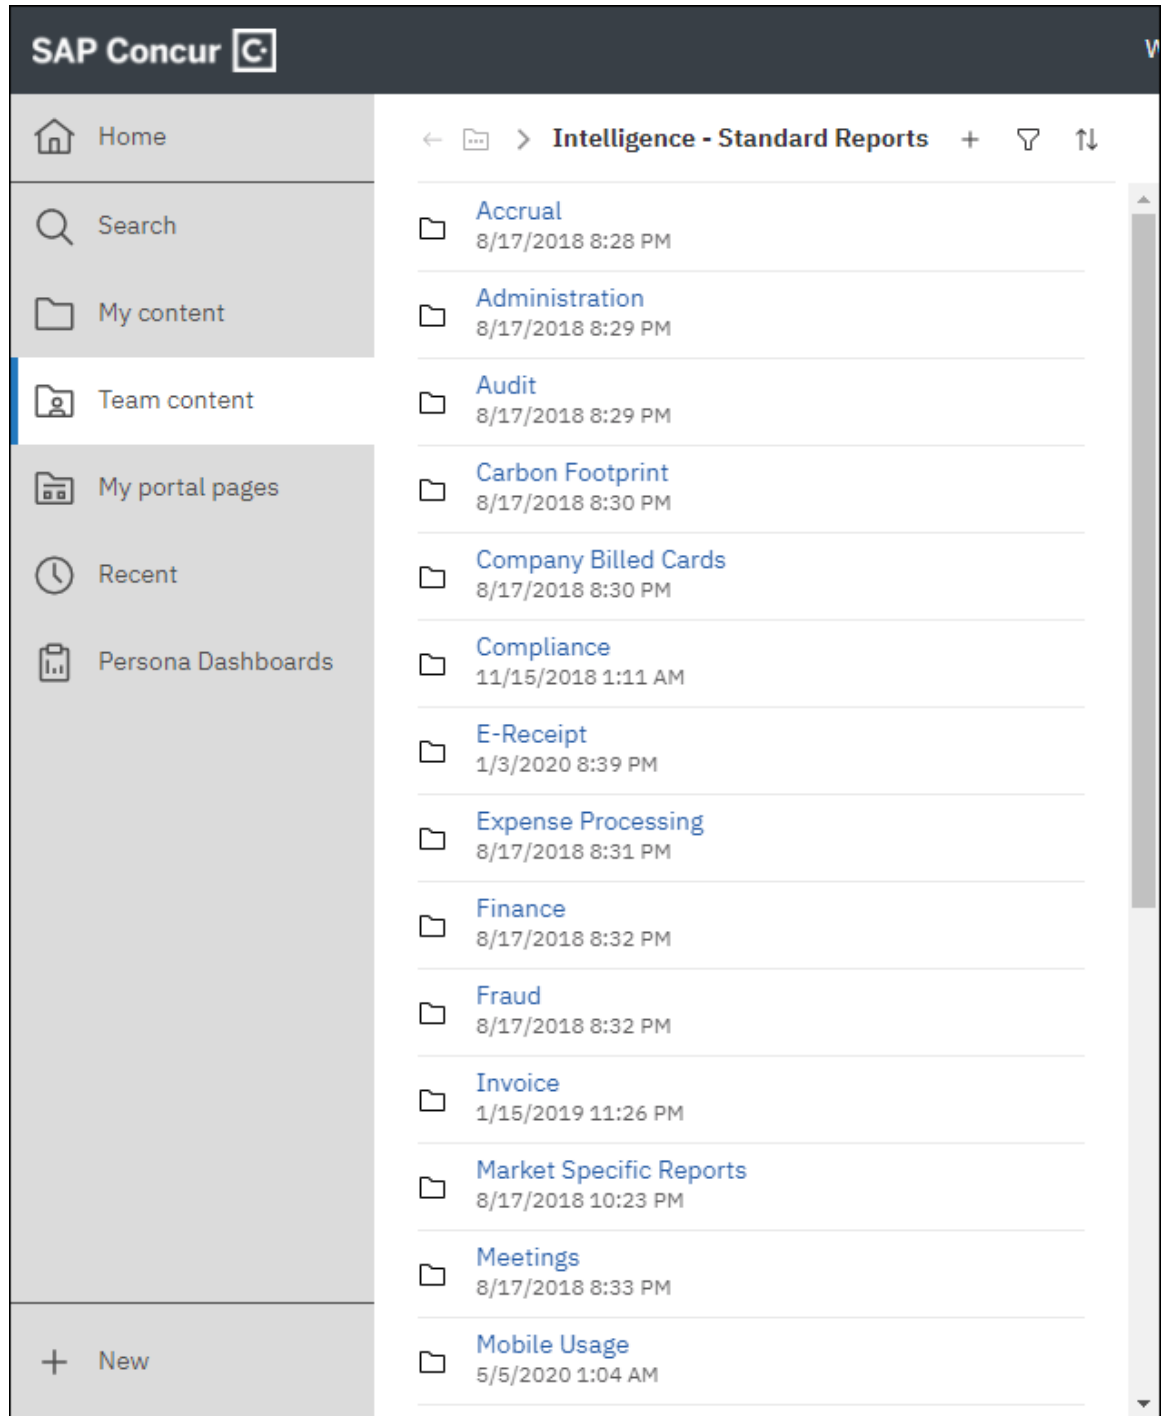 SAP Concur C
W
Home
Search
My content
Team content
My portal pages
Recent
Persona Dashboards
New
Intelligence - Standard Reports
Accrual
8/17/2018 8:28 PM
Administration
8/17/2018 8:29 PM
Audit
8/17/2018 8:29 PM
Carbon Footprint
8/17/2018 8:30 PM
Company Billed Cards
8/17/2018 8:30 PM
Compliance
11/15/2018 1:11 AM
E-Receipt
1/3/2020 8:39 PM
Expense Processing
8/17/2018 8:31 PM
Finance
8/17/2018 8:32 PM
Fraud
8/17/2018 8:32 PM
Invoice
1/15/2019 11:26 PM
Market Specific Reports
8/17/2018 10:23 PM
Meetings
8/17/2018 8:33 PM
Mobile Usage
5/5/2020 1:04 AM